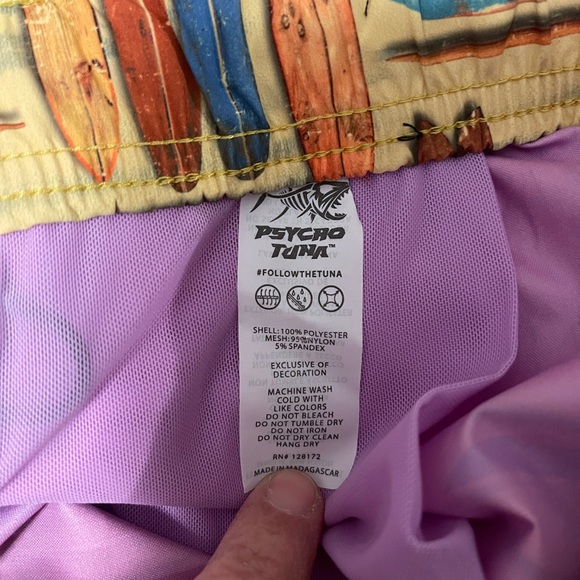 PSYCHO
TUNA™
#FOLLOWTHETUNA
SHELL: 100% POLYESTER
MESH: 95% NYLON
5% SPANDEX
EXCLUSIVE OF
DECORATION
MACHINE WASH
COLD WITH
LIKE COLORS
DO NOT BLEACH
DO NOT TUMBLE DRY
DO NOT IRON
DO NOT DRY CLEAN
HANG DRY
RN# 128172
MADE IN MADAGASCAR